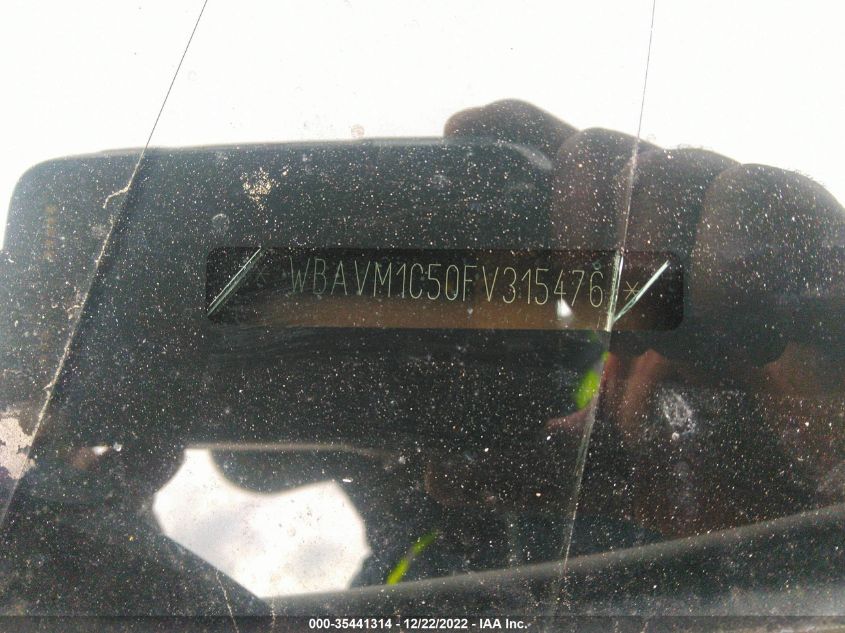 * WBAVM1C50FV315476 *
000-35441314 - 12/22/2022 - IAA Inc.